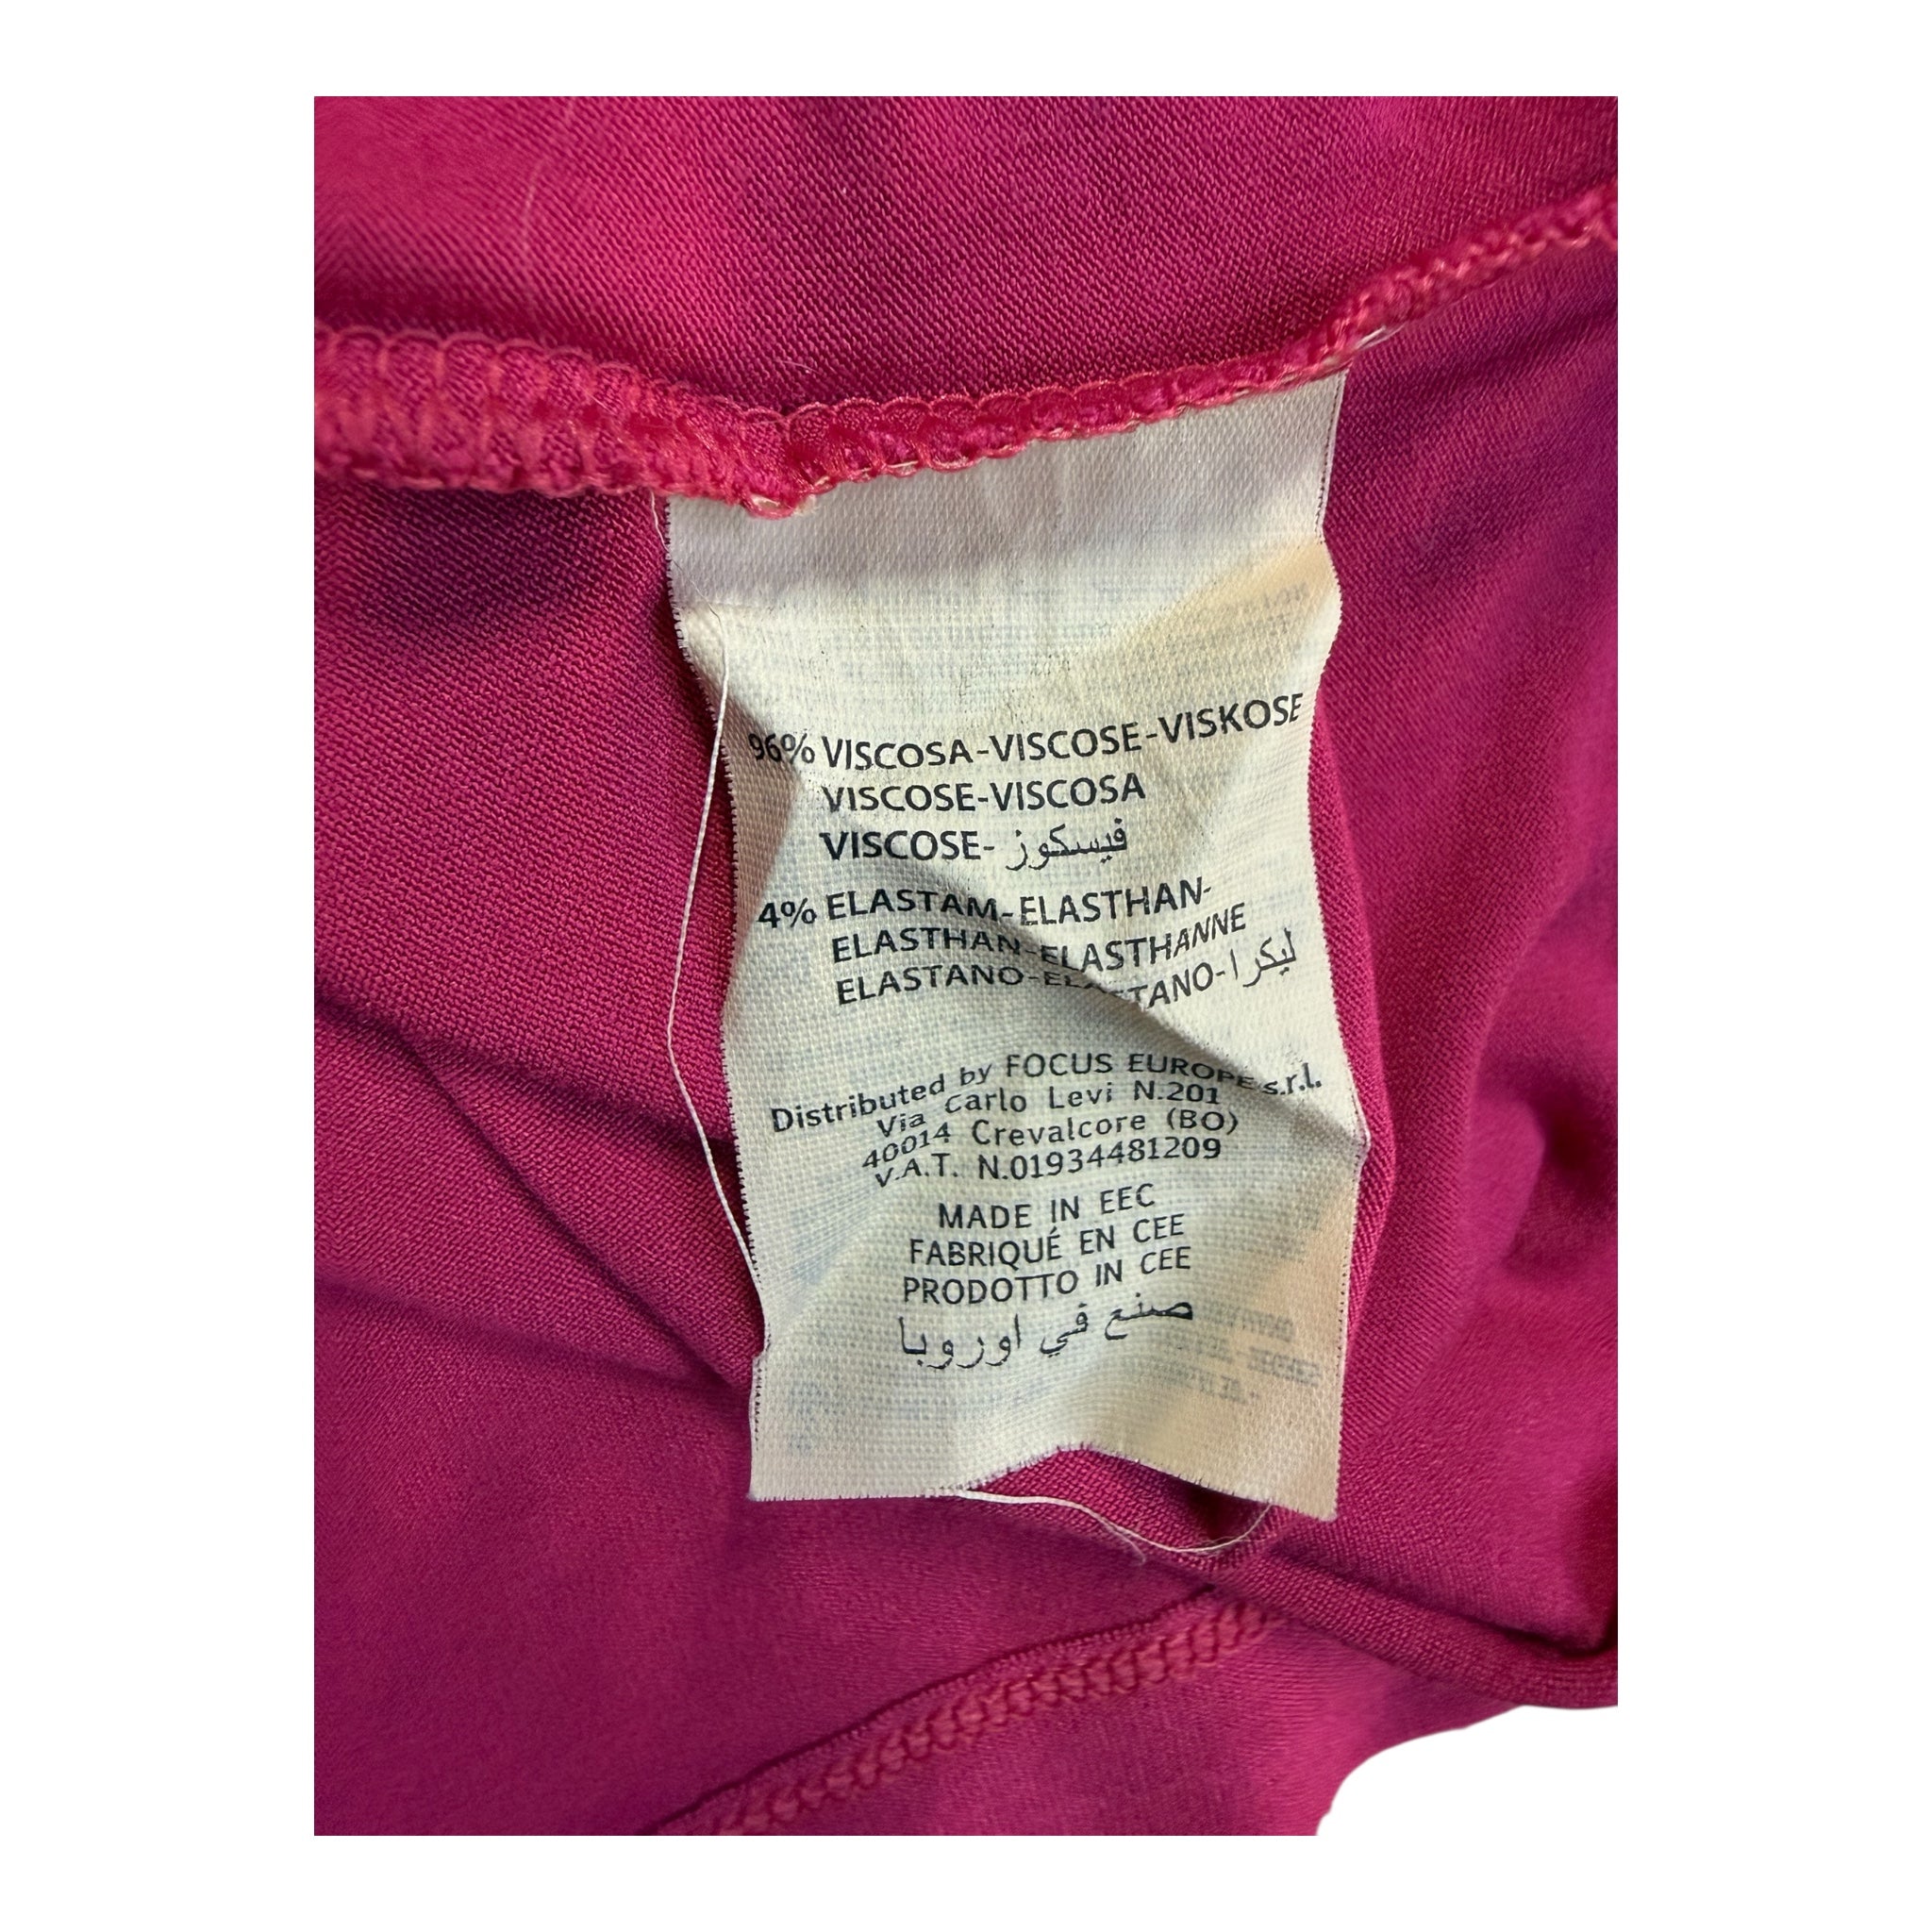 96% VISCOSA-VISCOSE-VISKOSE
VISCOSE-VISCOSA
VISCOSE- فيسكوز
4% ELASTAM-ELASTHAN-
ELASTHAN-ELASTHANNE
ELASTANO-ELASTANO-ليكرا
Distributed by FOCUS EUROPE s.r.l.
Via Carlo Levi N.201
40014 Crevalcore (BO)
V.A.T. N.01934481209
MADE IN EEC
FABRIQUÉ EN CEE
PRODOTTO IN CEE
صنع في اوروبا